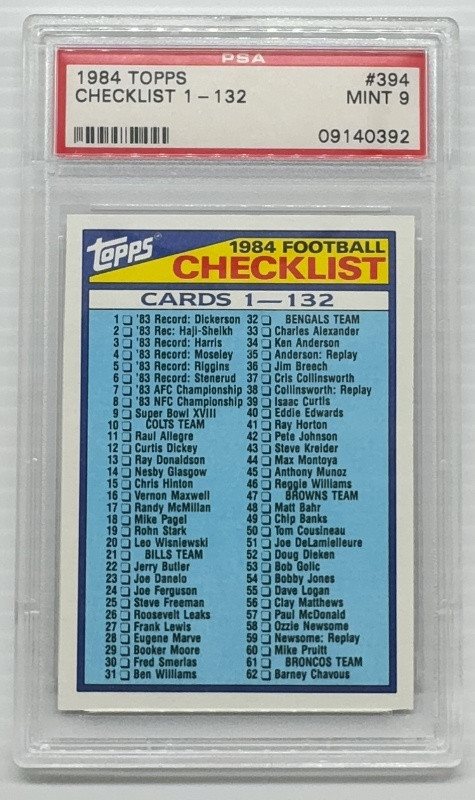 PSA
1984 TOPPS #394
CHECKLIST 1-132 MINT 9
09140392
topps
1984 FOOTBALL
CHECKLIST
CARDS 1—132
1 '83 Record: Dickerson
2 '83 Rec: Haji-Sheikh
3 '83 Record: Harris
4 '83 Record: Moseley
5 '83 Record: Riggins
6 '83 Record: Stenerud
7 '83 AFC Championship
8 '83 NFC Championship
9 Super Bowl XVIII
10 COLTS TEAM
11 Raul Allegre
12 Curtis Dickey
13 Ray Donaldson
14 Nesby Glasgow
15 Chris Hinton
16 Vernon Maxwell
17 Randy McMillan
18 Mike Pagel
19 Rohn Stark
20 Leo Wisniewski
21 BILLS TEAM
22 Jerry Butler
23 Joe Danelo
24 Joe Ferguson
25 Steve Freeman
26 Roosevelt Leaks
27 Frank Lewis
28 Eugene Marve
29 Booker Moore
30 Fred Smerlas
31 Ben Williams
32 BENGALS TEAM
33 Charles Alexander
34 Ken Anderson
35 Anderson: Replay
36 Jim Breech
37 Cris Collinsworth
38 Collinsworth: Replay
39 Isaac Curtis
40 Eddie Edwards
41 Ray Horton
42 Pete Johnson
43 Steve Kreider
44 Max Montoya
45 Anthony Munoz
46 Reggie Williams
47 BROWNS TEAM
48 Matt Bahr
49 Chip Banks
50 Tom Cousineau
51 Joe DeLamielleure
52 Doug Dieken
53 Bob Golic
54 Bobby Jones
55 Dave Logan
56 Clay Matthews
57 Paul McDonald
58 Ozzie Newsome
59 Newsome: Replay
60 Mike Pruitt
61 BRONCOS TEAM
62 Barney Chavous